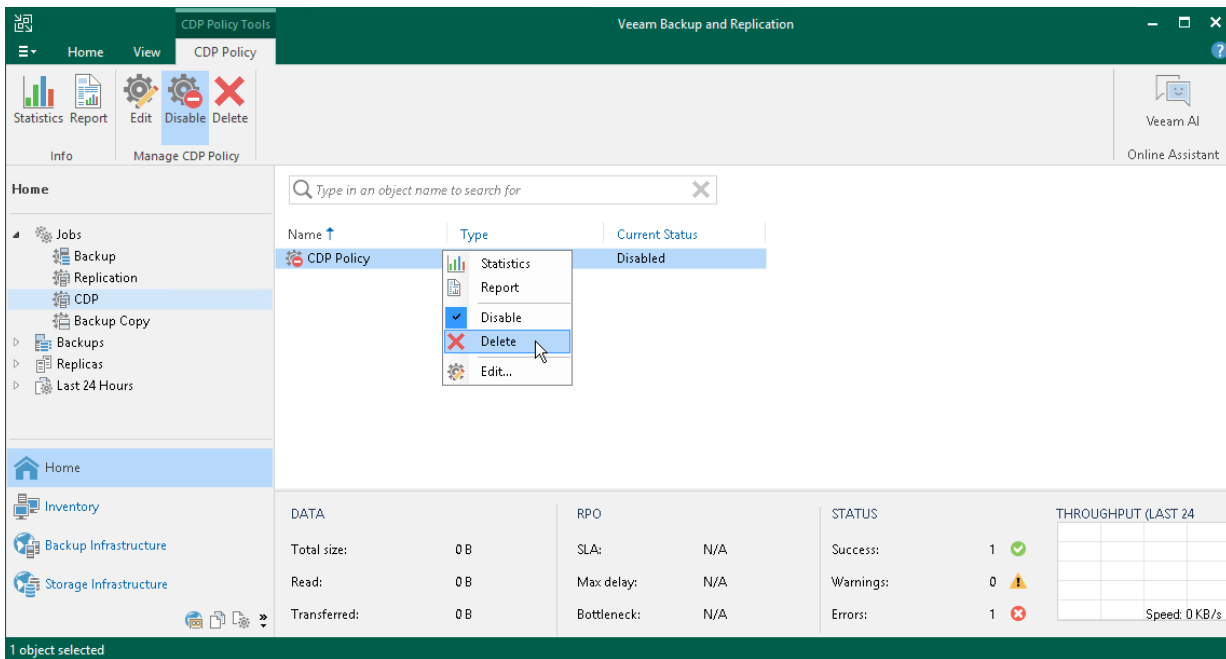 CDP Policy Tools
Veeam Backup and Replication
Home View CDP Policy
?
Statistics Report Edit Disable Delete
Veeam AI
Info Manage CDP Policy Online Assistant
Home
Type in an object name to search for
Jobs
Backup
Replication
CDP
Backup Copy
Backups
Replicas
Last 24 Hours
Name Type Current Status
CDP Policy Disabled
Statistics
Report
Disable
Delete
Edit...
Home
Inventory
Backup Infrastructure
Storage Infrastructure
DATA RPO STATUS THROUGHPUT (LAST 24
Total size: 0 B SLA: N/A Success: 1
Read: 0 B Max delay: N/A Warnings: 0
Transferred: 0 B Bottleneck: N/A Errors: 1 Speed: 0 KB/s
1 object selected